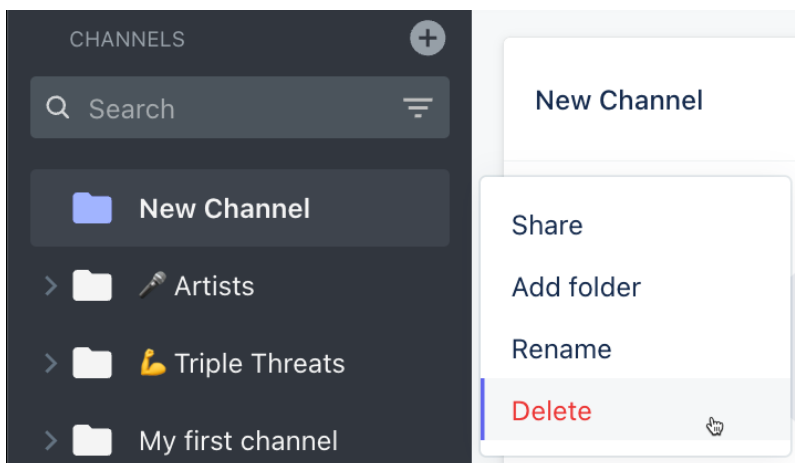 CHANNELS
Search
New Channel
🎤 Artists
💪 Triple Threats
My first channel
New Channel
Share
Add folder
Rename
Delete